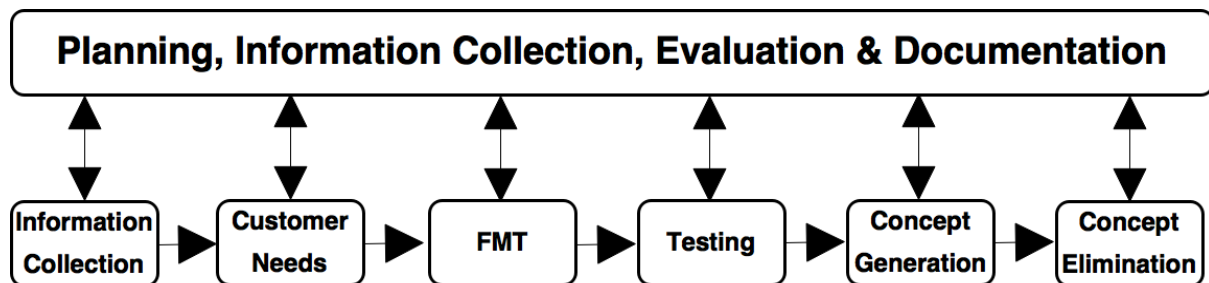 Planning, Information Collection, Evaluation & Documentation
Information
Collection
Customer
Needs
FMT
Testing
Concept
Generation
Concept
Elimination